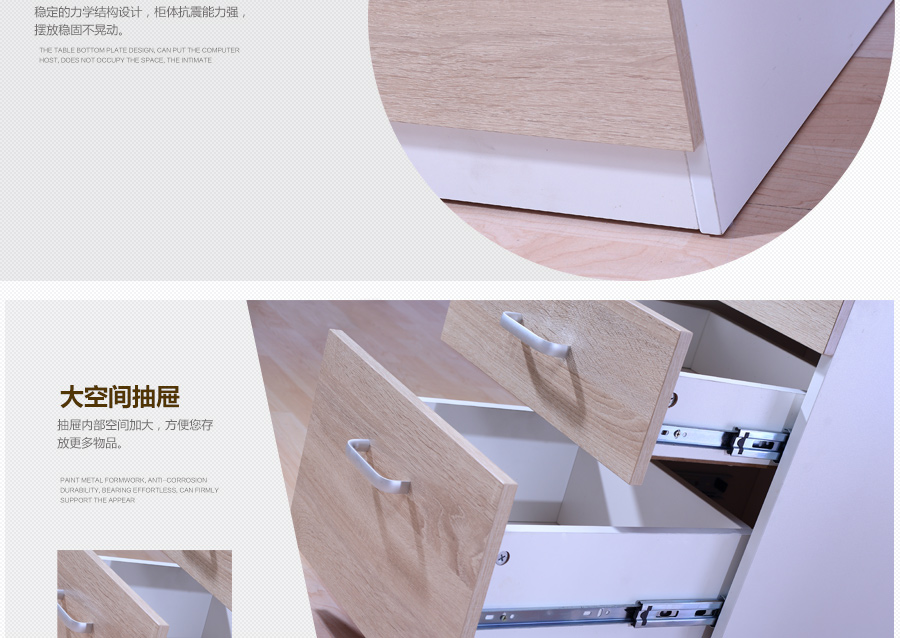 稳定的力学结构设计，柜体抗震能力强，
摆放稳固不晃动。
THE TABLE BOTTOM PLATE DESIGN, CAN PUT THE COMPUTER
HOST, DOES NOT OCCUPY THE SPACE, THE INTIMATE
大空间抽屉
抽屉内部空间加大，方便您存
放更多物品。
PAINT METAL FORMWORK, ANTI-CORROSION
DURABILITY, BEARING EFFORTLESS, CAN FIRMLY
SUPPORT THE APPEAR